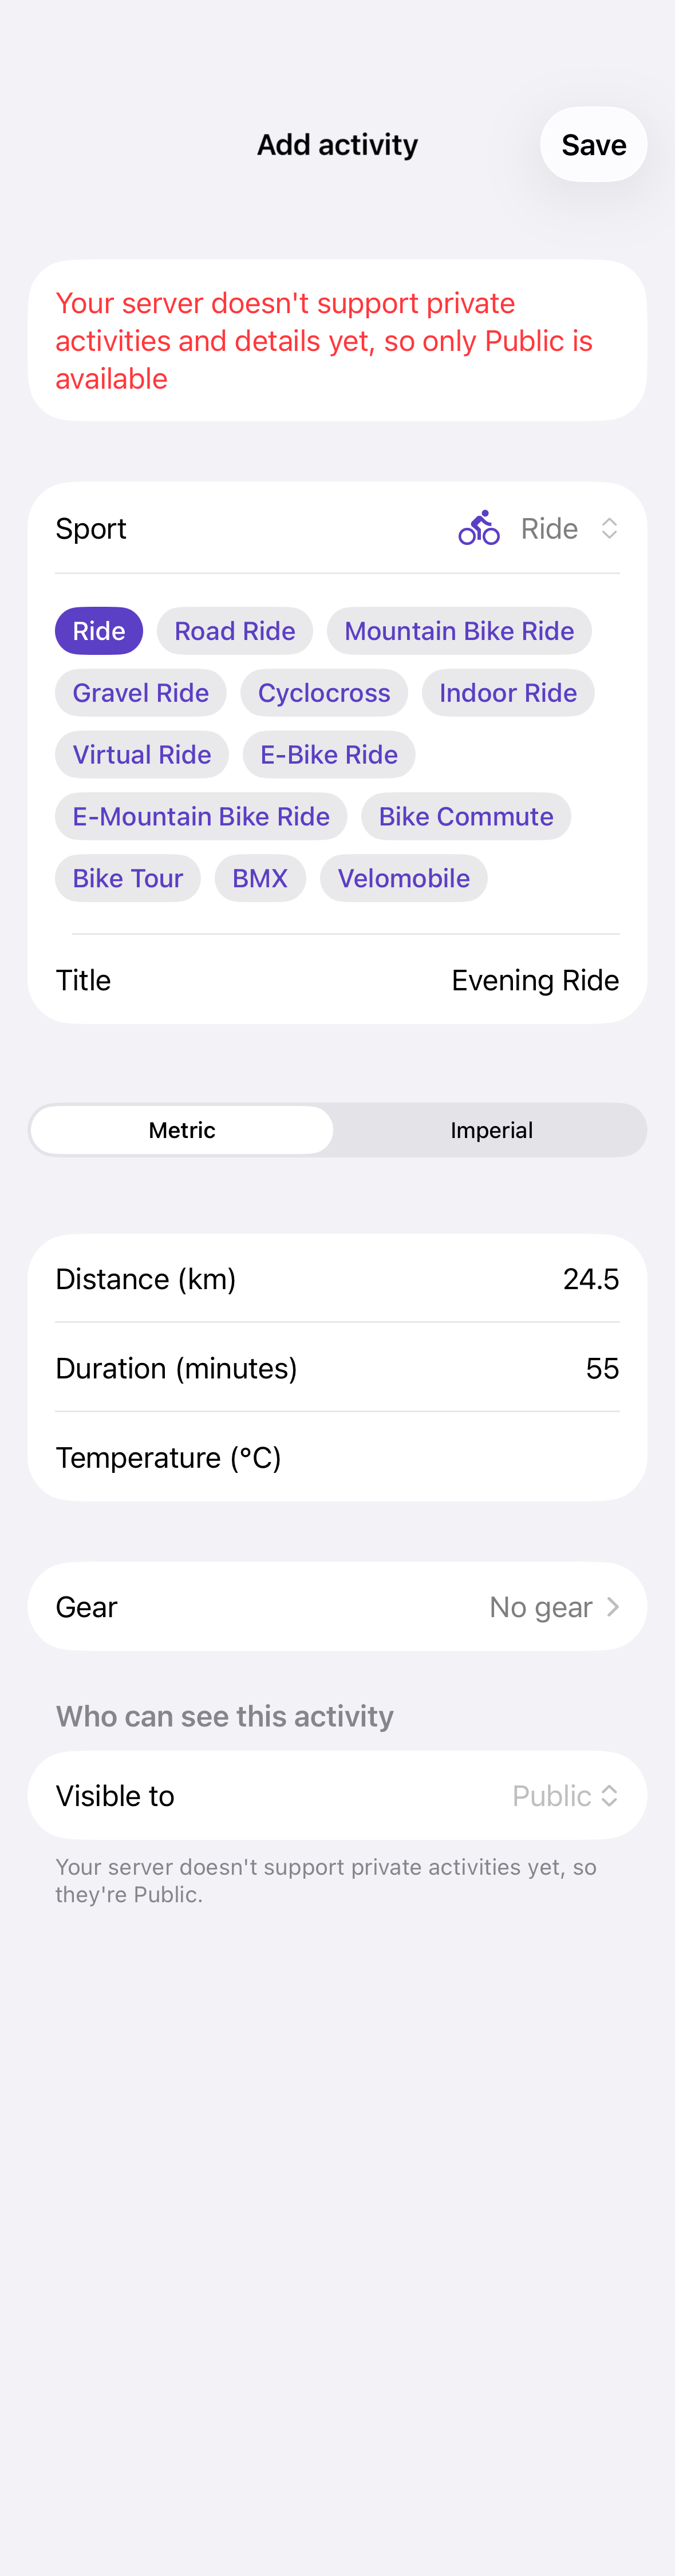 Add activity
Save
Your server doesn't support private
activities and details yet, so only Public is
available
Sport
Ride
Ride
Road Ride
Mountain Bike Ride
Gravel Ride
Cyclocross
Indoor Ride
Virtual Ride
E-Bike Ride
E-Mountain Bike Ride
Bike Commute
Bike Tour
BMX
Velomobile
Title
Evening Ride
Metric
Imperial
Distance (km)
24.5
Duration (minutes)
55
Temperature (°C)
Gear
No gear
Who can see this activity
Visible to
Public
Your server doesn't support private activities yet, so
they're Public.